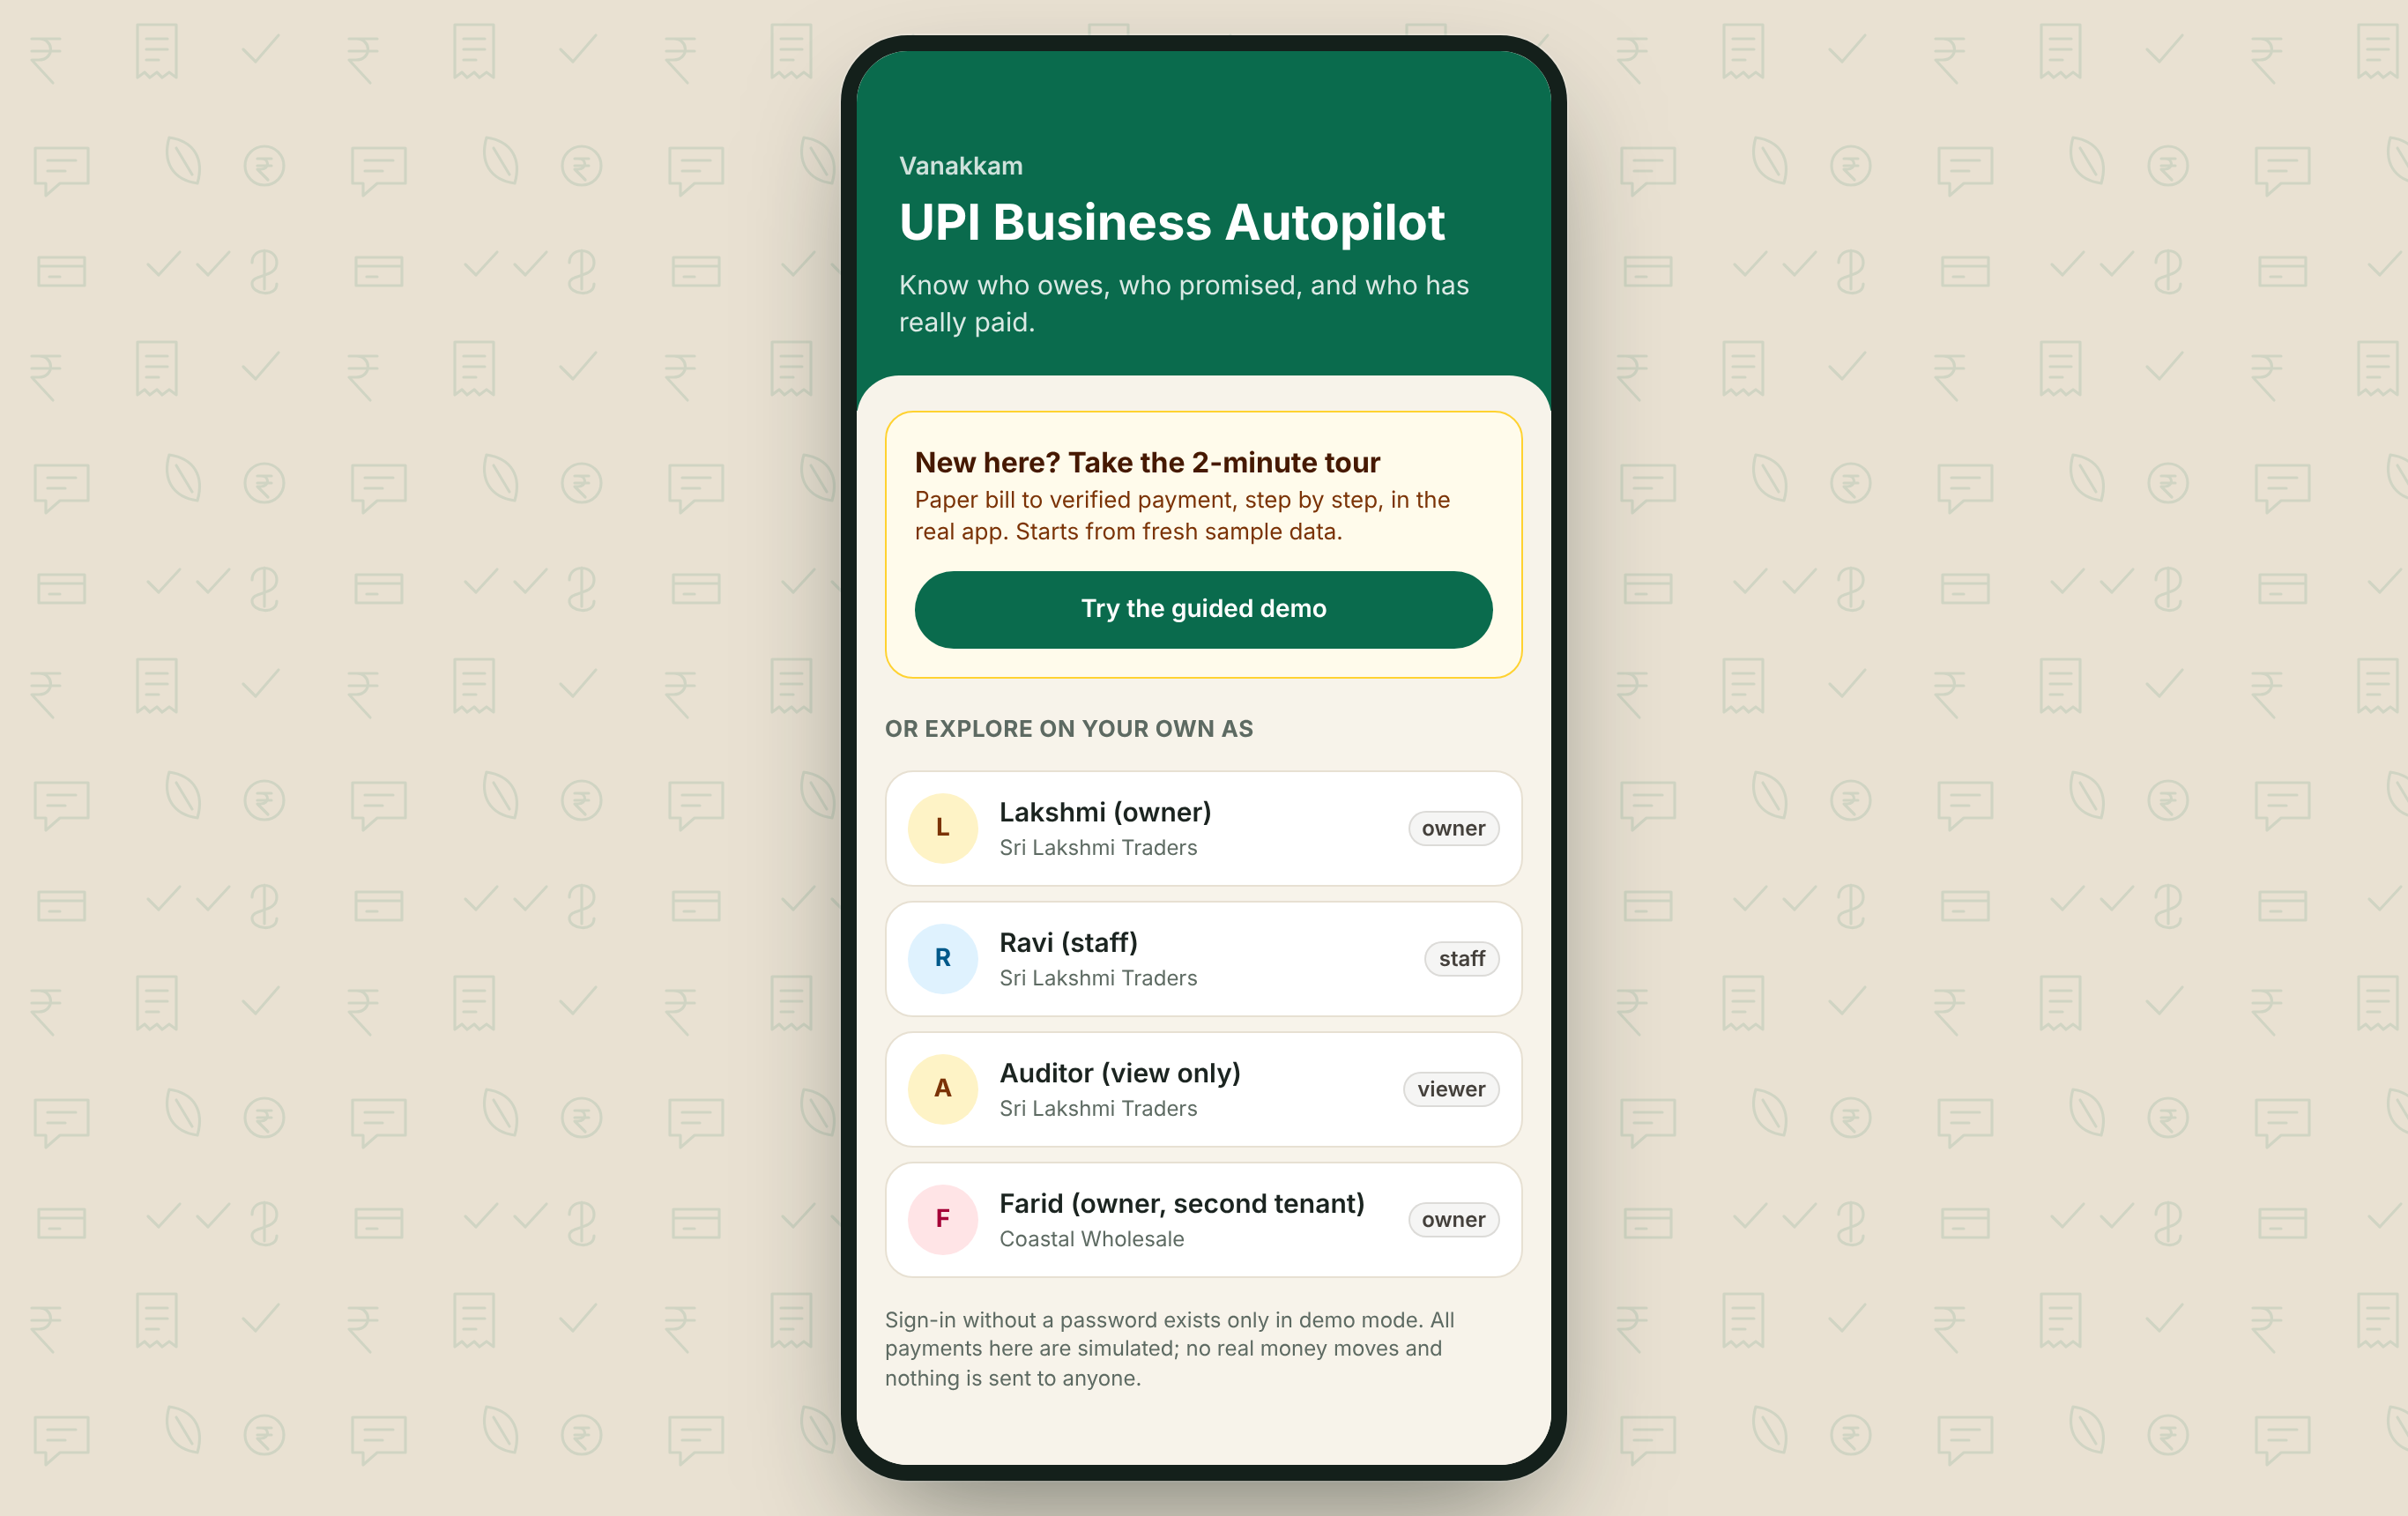 Vanakkam
UPI Business Autopilot
Know who owes, who promised, and who has
really paid.
New here? Take the 2-minute tour
Paper bill to verified payment, step by step, in the
real app. Starts from fresh sample data.
Try the guided demo
OR EXPLORE ON YOUR OWN AS
L
Lakshmi (owner)
Sri Lakshmi Traders
owner
R
Ravi (staff)
Sri Lakshmi Traders
staff
A
Auditor (view only)
Sri Lakshmi Traders
viewer
F
Farid (owner, second tenant)
Coastal Wholesale
owner
Sign-in without a password exists only in demo mode. All
payments here are simulated; no real money moves and
nothing is sent to anyone.